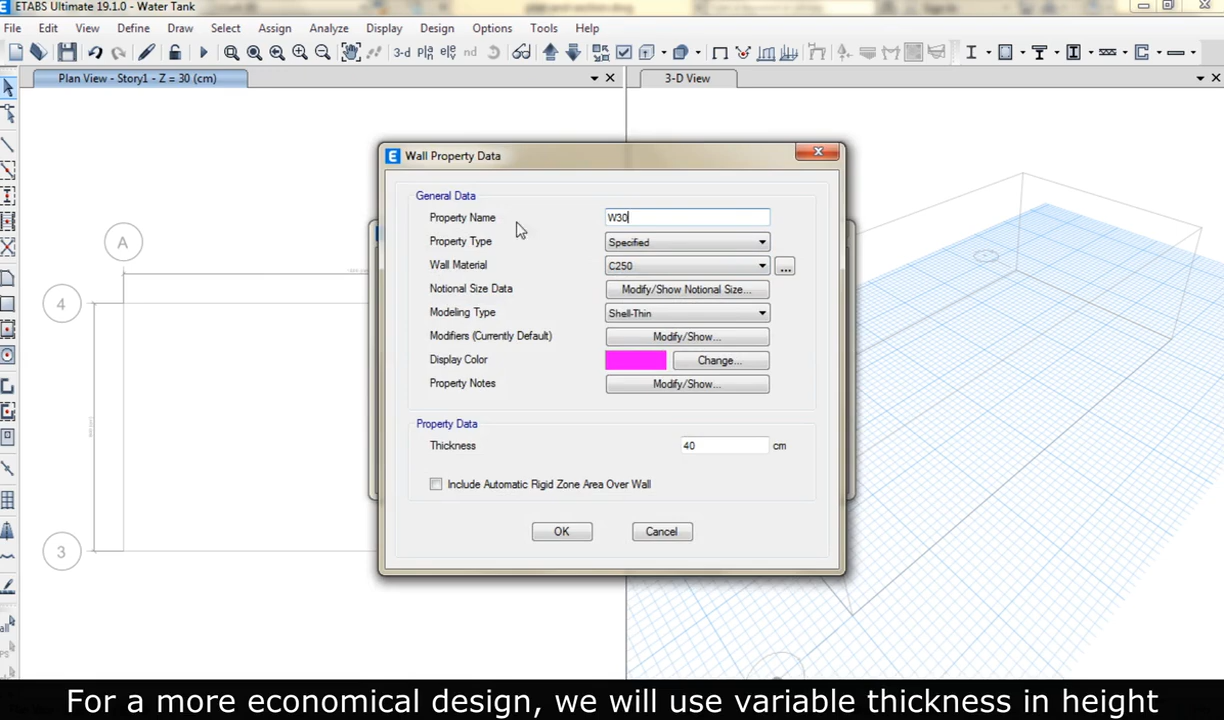 ETABS Ultimate 19.1.0 - Water Tank
File Edit View Define Draw Select Assign Analyze Display Design Options Tools Help
3-d
nd
Plan View - Story1 - Z = 30 (cm)
3-D View
Wall Property Data
General Data
Property Name W30
Property Type Specified
Wall Material C250 ...
Notional Size Data Modify/Show Notional Size...
Modeling Type Shell-Thin
Modifiers (Currently Default) Modify/Show...
Display Color Change...
Property Notes Modify/Show...
Property Data
Thickness 40 cm
Include Automatic Rigid Zone Area Over Wall
OK Cancel
A
4
3
all
PS
For a more economical design, we will use variable thickness in height